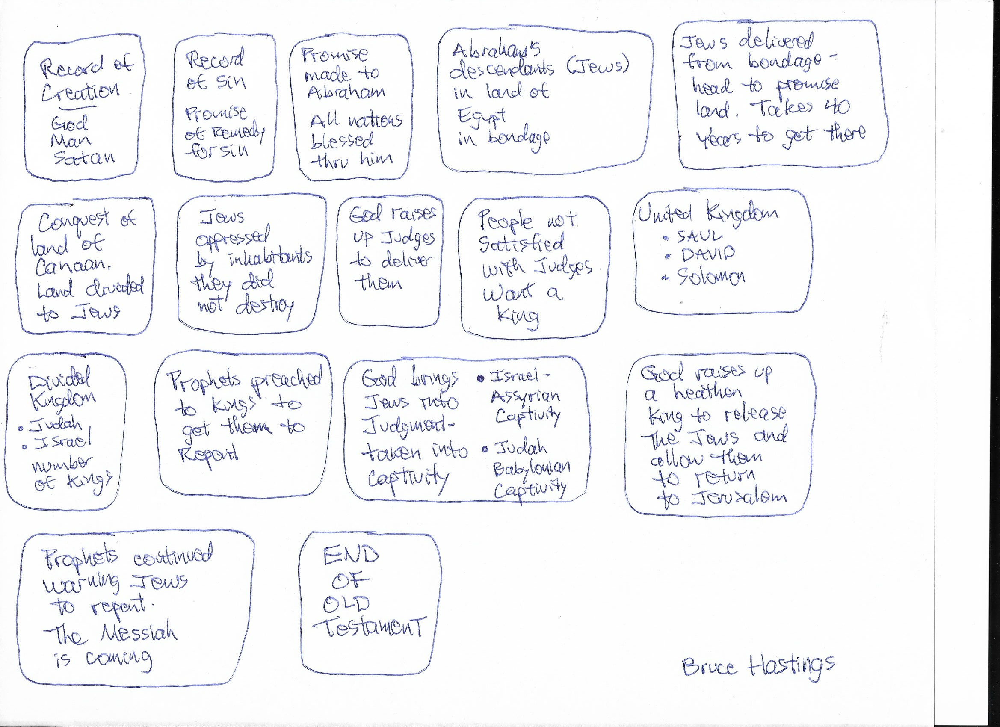 Record of
Creation
God
Man
Satan
Record
of Sin
Promise
of Remedy
for sin
Promise
made to
Abraham
All nations
blessed
thru him
Abraham's
descendants (Jews)
in land of
Egypt
in bondage
Jews delivered
from bondage -
head to promise
land. Takes 40
Years to get there
Conquest of
land of
Canaan.
Land divided
to Jews
Jews
oppressed
by inhabitants
they did
not destroy
God raises
up Judges
to deliver
them
People not
Satisfied
with Judges
Want a
King
United Kingdom
• SAUL
• DAVID
• Solomon
Divided
Kingdom
• Judah
• Israel
number
of Kings
Prophets preached
to Kings to
get them to
Repent
God brings
Jews into
Judgment-
taken into
Captivity
• Israel-
Assyrian
Captivity
• Judah
Babylonian
Captivity
God raises up
a heathen
King to release
The Jews and
allow them
to return
to Jerusalem
Prophets continued
warning Jews
to repent.
The Messiah
is coming
END
OF
OLD
TestamenT
Bruce Hastings